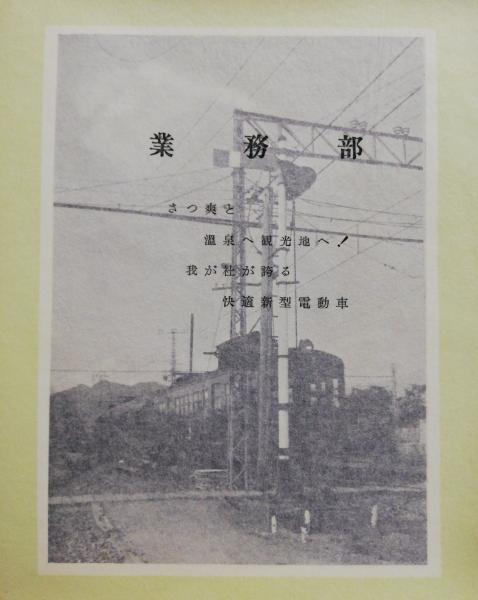 業務部
さつ爽と
温泉へ観光地へ!
我が社が誇る
快適新型電動車